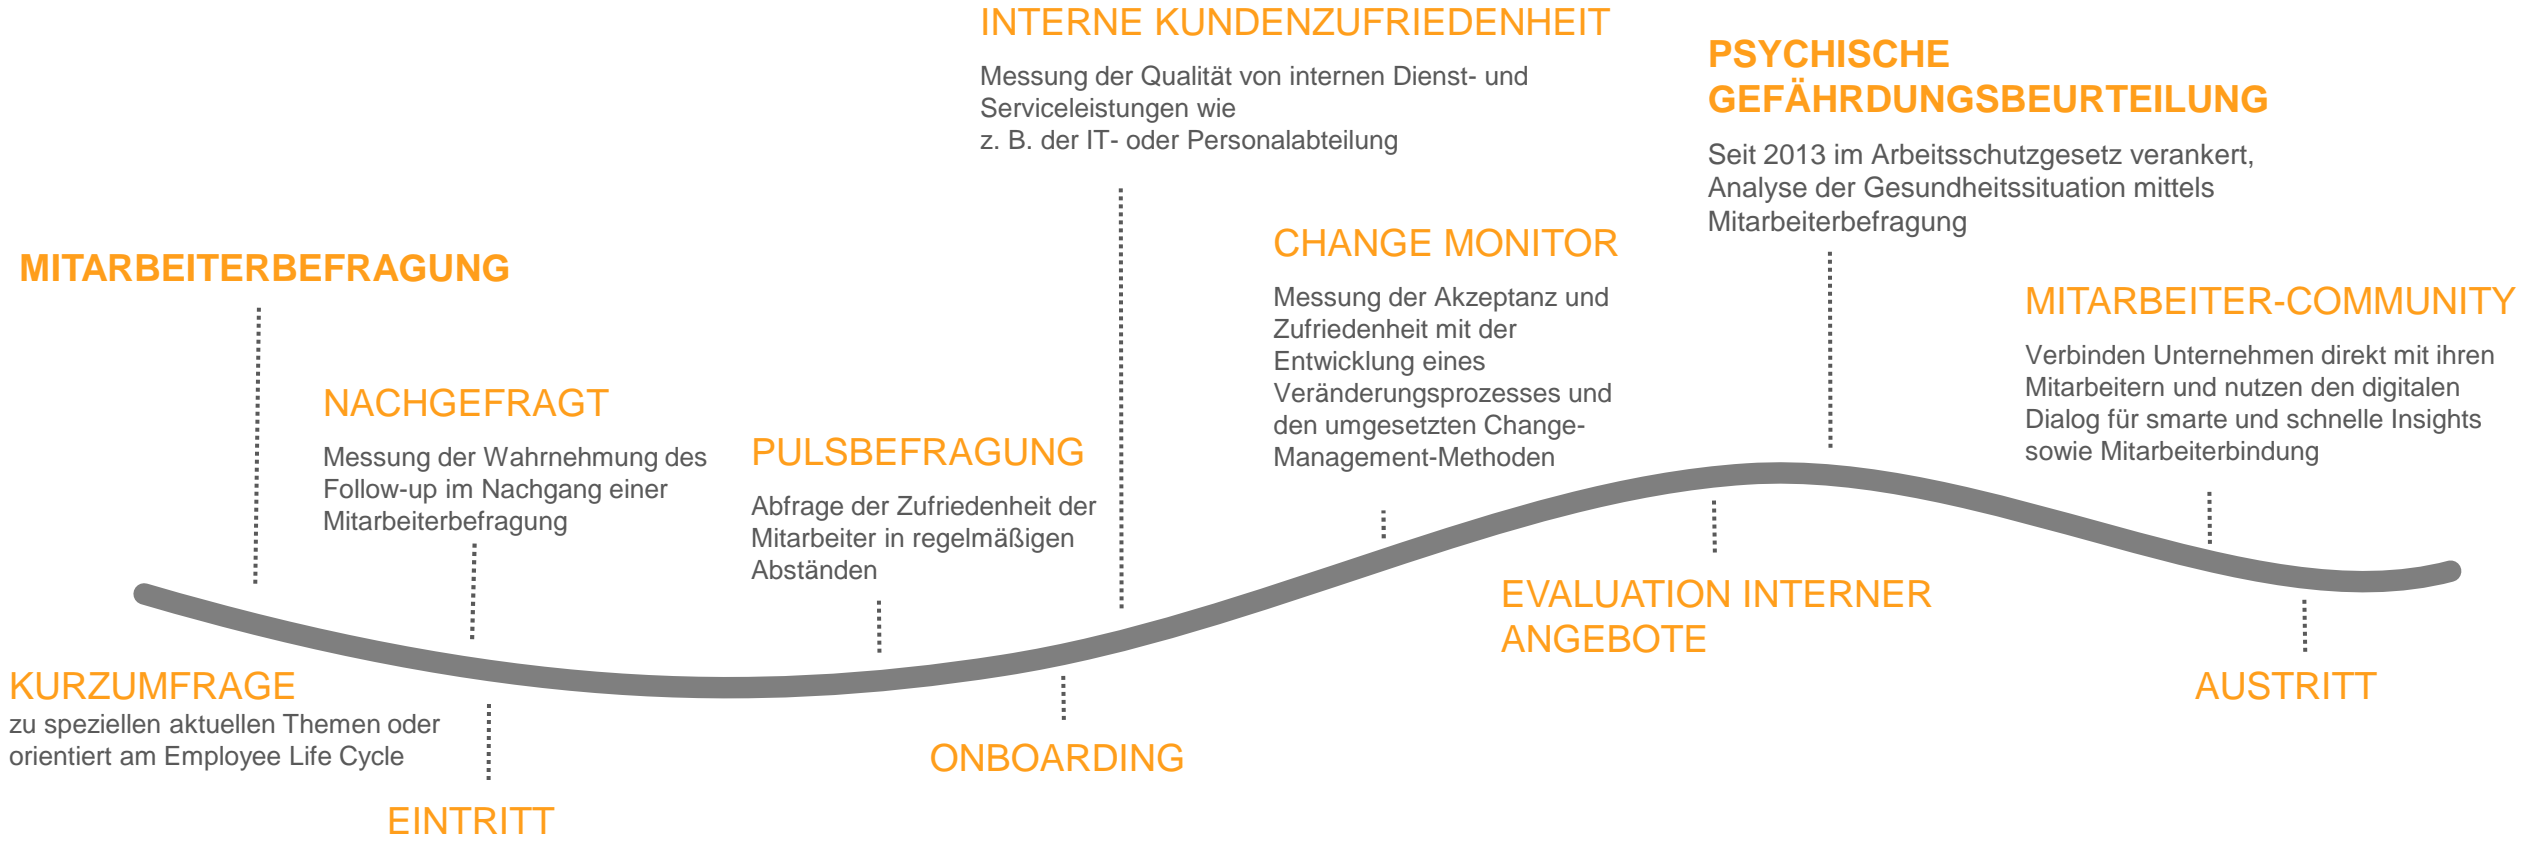 INTERNE KUNDENZUFRIEDENHEIT
Messung der Qualität von internen Dienst- und
Serviceleistungen wie
z. B. der IT- oder Personalabteilung
PSYCHISCHE
GEFÄHRDUNGSBEURTEILUNG
Seit 2013 im Arbeitsschutzgesetz verankert,
Analyse der Gesundheitssituation mittels
Mitarbeiterbefragung
MITARBEITERBEFRAGUNG
CHANGE MONITOR
Messung der Akzeptanz und
Zufriedenheit mit der
Entwicklung eines
Veränderungsprozesses und
den umgesetzten Change-
Management-Methoden
MITARBEITER-COMMUNITY
Verbinden Unternehmen direkt mit ihren
Mitarbeitern und nutzen den digitalen
Dialog für smarte und schnelle Insights
sowie Mitarbeiterbindung
NACHGEFRAGT
Messung der Wahrnehmung des
Follow-up im Nachgang einer
Mitarbeiterbefragung
PULSBEFRAGUNG
Abfrage der Zufriedenheit der
Mitarbeiter in regelmäßigen
Abständen
EVALUATION INTERNER
ANGEBOTE
KURZUMFRAGE
zu speziellen aktuellen Themen oder
orientiert am Employee Life Cycle
AUSTRITT
ONBOARDING
EINTRITT